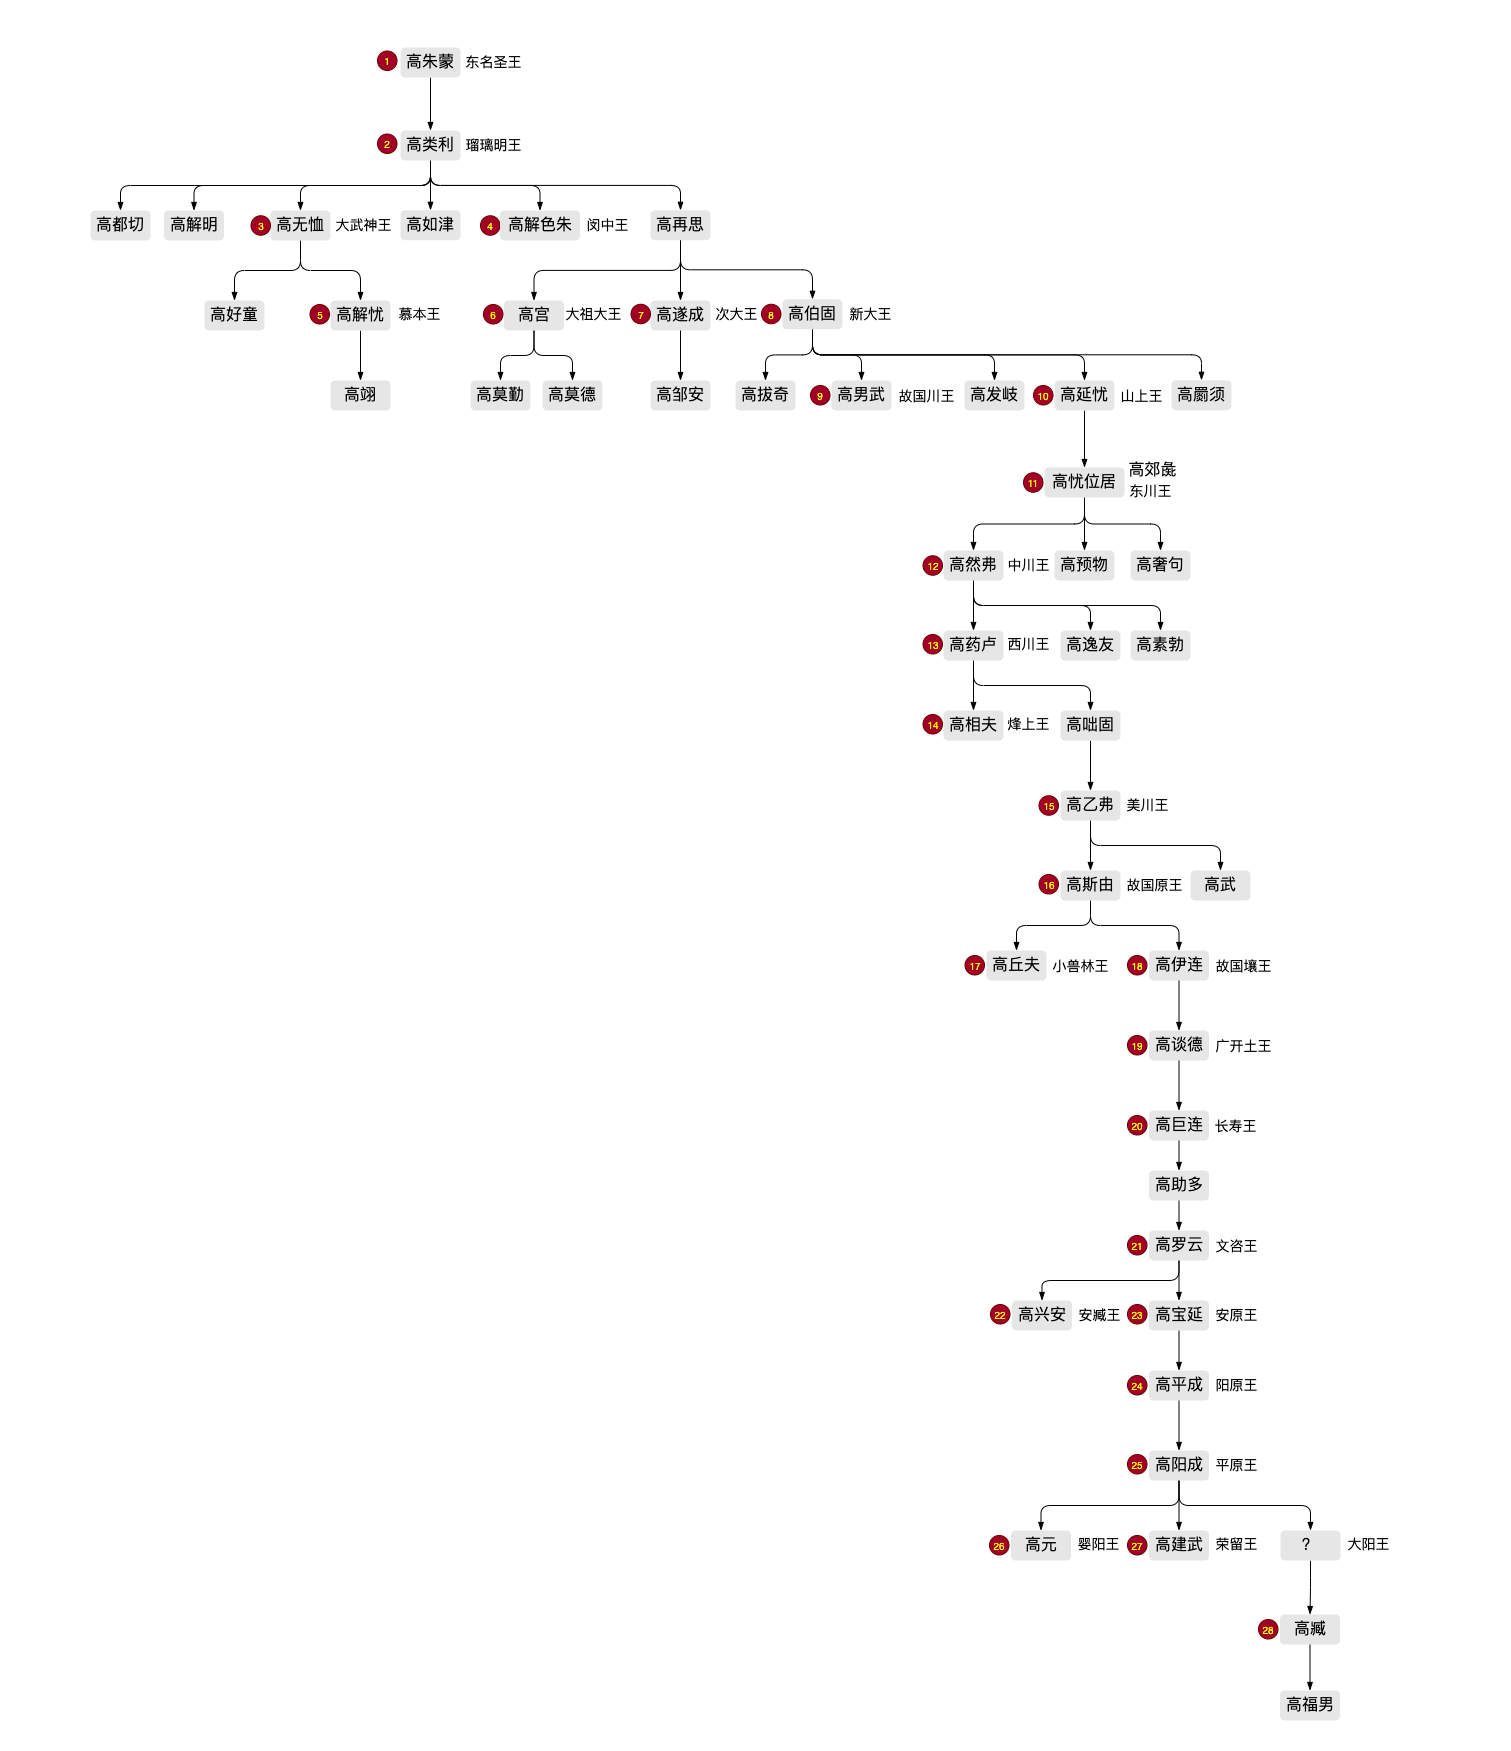 1 高朱蒙 东名圣王
2 高类利 瑠璃明王
高都切 高解明 3 高无恤 大武神王 高如津 4 高解色朱 闵中王 高再思
高好童 5 高解忧 慕本王 6 高宫 大祖大王 7 高遂成 次大王 8 高伯固 新大王
高翊 高莫勤 高莫德 高邹安 高拔奇 9 高男武 故国川王 高发岐 10 高延忧 山上王 高罽须
11 高忧位居 高郊彘
东川王
12 高然弗 中川王 高预物 高奢句
13 高药卢 西川王 高逸友 高素勃
14 高相夫 烽上王 高咄固
15 高乙弗 美川王
16 高斯由 故国原王 高武
17 高丘夫 小兽林王 18 高伊连 故国壤王
19 高谈德 广开土王
20 高巨连 长寿王
高助多
21 高罗云 文咨王
22 高兴安 安臧王 23 高宝延 安原王
24 高平成 阳原王
25 高阳成 平原王
26 高元 婴阳王 27 高建武 荣留王 ? 大阳王
28 高臧
高福男